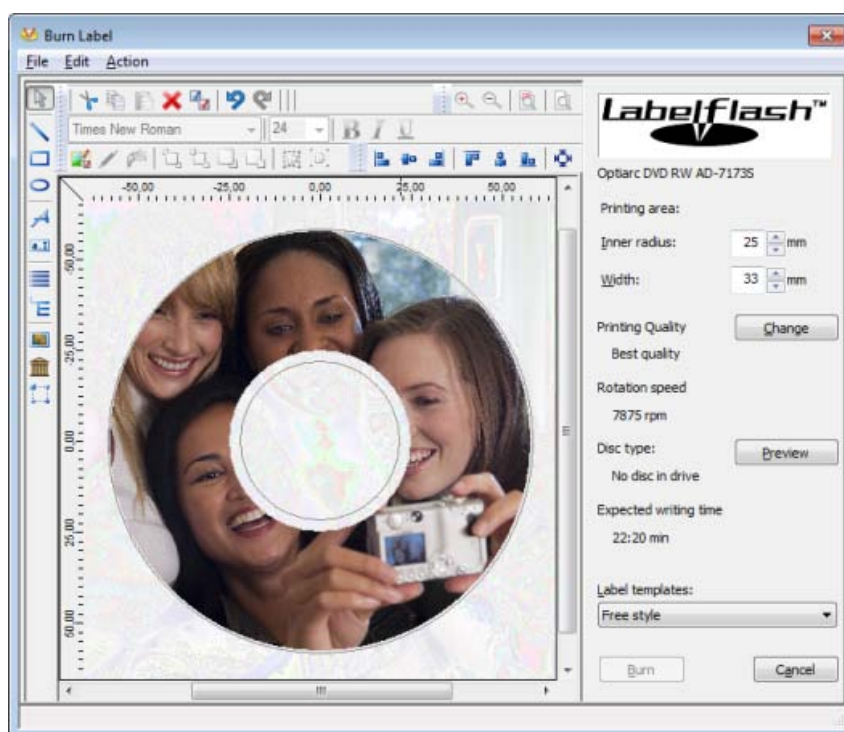 Burn Label
File Edit Action
Times New Roman 24 B I U
-50,00 -25,00 0,00 25,00 50,00
-50,00
-25,00
0,00
25,00
50,00
Labelflash™
Optiarc DVD RW AD-7173S
Printing area:
Inner radius: 25 mm
Width: 33 mm
Printing Quality Change
Best quality
Rotation speed
7875 rpm
Disc type: Preview
No disc in drive
Expected writing time
22:20 min
Label templates:
Free style
Burn Cancel